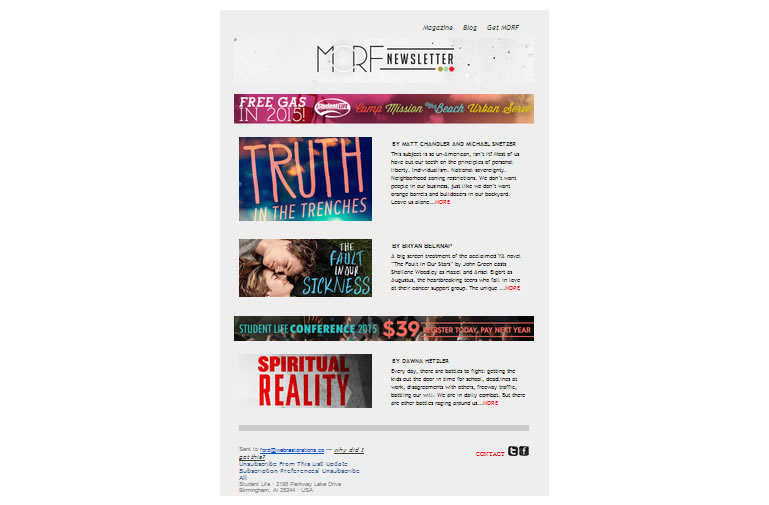 Magazine Blog Get MORF
MORF NEWSLETTER
FREE GAS
IN 2015!
StudentLife
Camp Mission Beach Urban Serve
TRUTH
IN THE TRENCHES
BY MATT CHANDLER AND MICHAEL SNETZER
This subject is so un-American, isn't it? Most of us
have cut our teeth on the principles of personal
liberty. Individualism. National sovereignty.
Neighborhood zoning restrictions. We don't want
people in our business, just like we don't want
orange barrels and bulldozers in our backyard.
Leave us alone...MORE
THE
FAULT
IN OUR
SICKNESS
BY BRYAN BELKNAP
A big screen treatment of the acclaimed YA novel
"The Fault In Our Stars" by John Green casts
Shailene Woodley as Hazel and Ansel Elgort as
Augustus, the heartbreaking teens who fall in love
at their cancer support group. The unique ...MORE
STUDENT LIFE CONFERENCE 2015 $39 REGISTER TODAY, PAY NEXT YEAR
SPIRITUAL
REALITY
BY DAWNA HETZLER
Every day, there are battles to fight: getting the
kids out the door in time for school, deadlines at
work, disagreements with others, freeway traffic,
battling our will. We are in daily combat. But there
are other battles raging around us...MORE
Sent to ford@webrestorations.co — why did I
get this?
Unsubscribe From This List| Update
Subscription Preferences| Unsubscribe
All
Student Life · 2183 Parkway Lake Drive ·
Birmingham, Al 35244 · USA
CONTACT